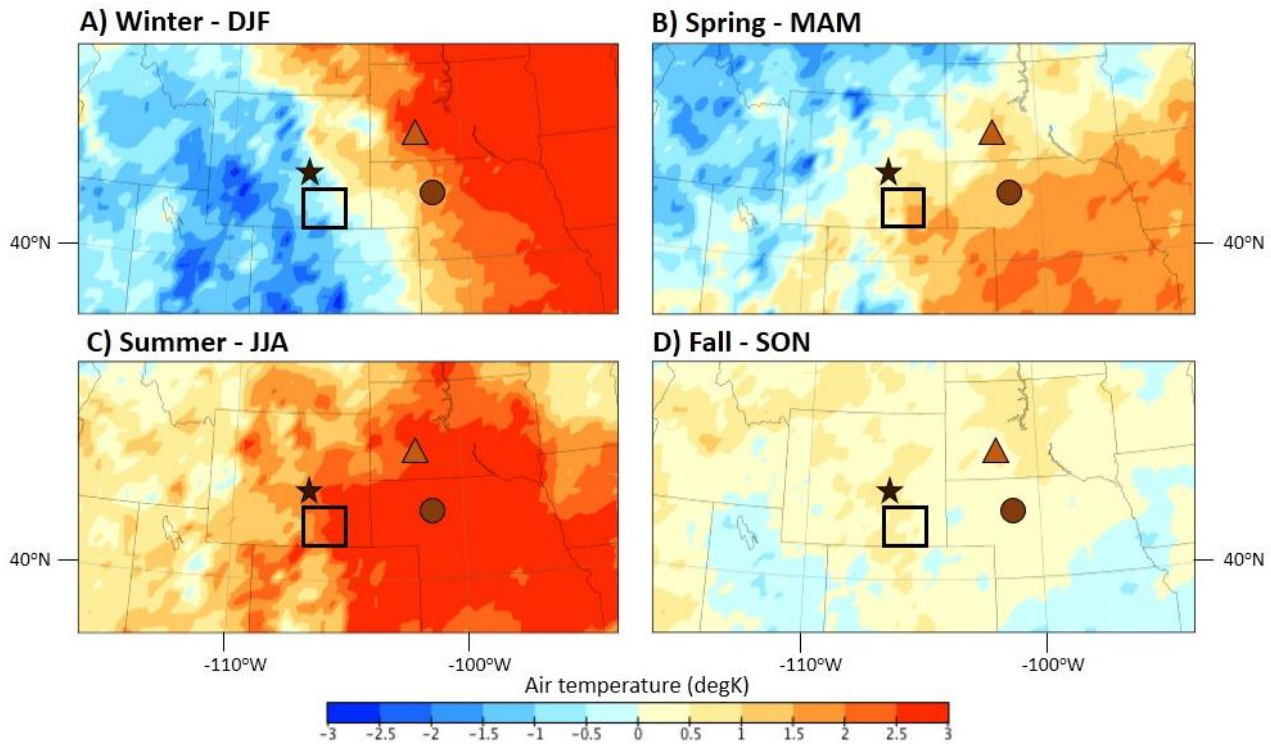 A) Winter - DJF
B) Spring - MAM
40°N
40°N
C) Summer - JJA
D) Fall - SON
40°N
40°N
-110°W
-100°W
-110°W
-100°W
Air temperature (degK)
-3 -2.5 -2 -1.5 -1 -0.5 0 0.5 1 1.5 2 2.5 3